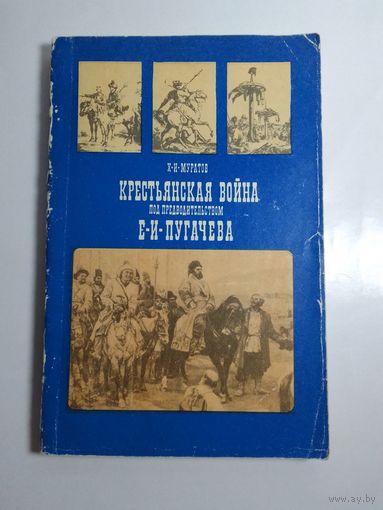 Х-И-МУРАТОВ
КРЕСТЬЯНСКАЯ ВОЙНА
ПОД ПРЕДВОДИТЕЛЬСТВОМ
Е-И-ПУГАЧЕВА
www.ay.by